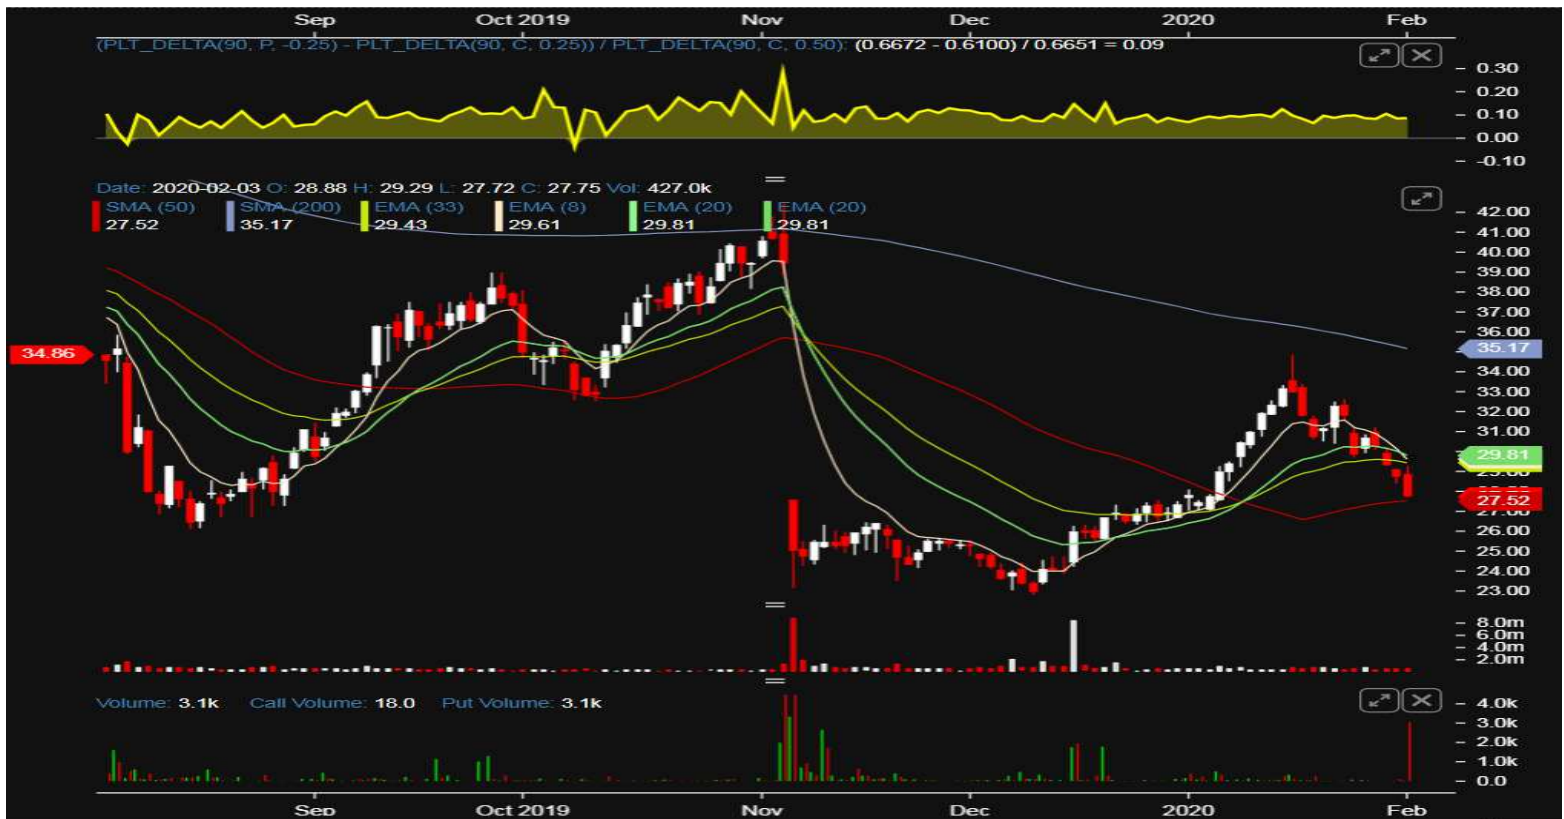 Sep Oct 2019 Nov Dec 2020 Feb
(PLT_DELTA(90, P, -0.25) - PLT_DELTA(90, C, 0.25)) / PLT_DELTA(90, C, 0.50): (0.6672 - 0.6100) / 0.6651 = 0.09
0.30
0.20
0.10
0.00
-0.10
Date: 2020-02-03 O: 28.88 H: 29.29 L: 27.72 C: 27.75 Vol: 427.0k
SMA (50) SMA (200) EMA (33) EMA (8) EMA (20) EMA (20)
27.52 35.17 29.43 29.61 29.81 29.81
42.00
41.00
40.00
39.00
38.00
37.00
36.00
34.86
35.17
34.00
33.00
32.00
31.00
29.81
29.00
27.52
27.00
26.00
25.00
24.00
23.00
8.0m
6.0m
4.0m
2.0m
Volume: 3.1k Call Volume: 18.0 Put Volume: 3.1k
4.0k
3.0k
2.0k
1.0k
0.0
Sep Oct 2019 Nov Dec 2020 Feb